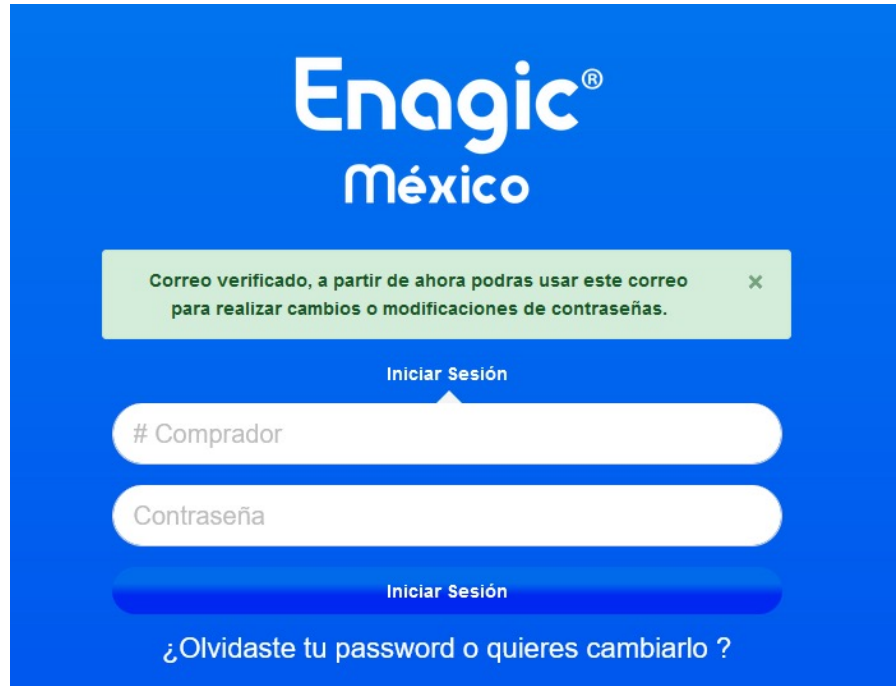 Enagic®
México
Correo verificado, a partir de ahora podras usar este correo
para realizar cambios o modificaciones de contraseñas.
×
Iniciar Sesión
# Comprador
Contraseña
Iniciar Sesión
¿Olvidaste tu password o quieres cambiarlo ?